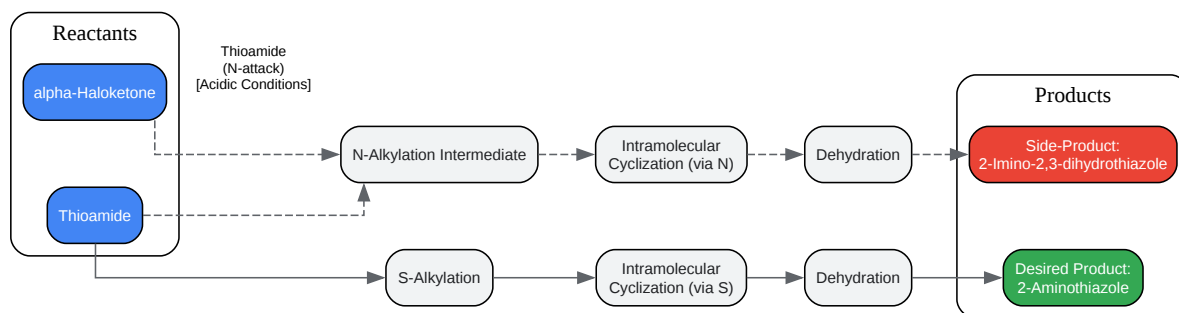 Reactants
Thioamide
(N-attack)
[Acidic Conditions]
alpha-Haloketone
Products
N-Alkylation Intermediate
Intramolecular
Cyclization (via N)
Dehydration
Side-Product:
2-Imino-2,3-dihydrothiazole
Thioamide
S-Alkylation
Intramolecular
Cyclization (via S)
Dehydration
Desired Product:
2-Aminothiazole